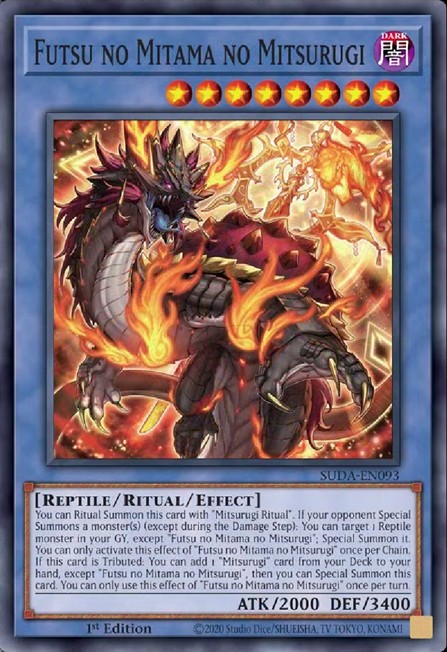 FUTSU NO MITAMA NO MITSURUGI
DARK
闇
SUDA-EN093
[REPTILE/RITUAL/EFFECT]
You can Ritual Summon this card with "Mitsurugi Ritual". If your opponent Special
Summons a monster(s) (except during the Damage Step): You can target 1 Reptile
monster in your GY, except "Futsu no Mitama no Mitsurugi"; Special Summon it.
You can only activate this effect of "Futsu no Mitama no Mitsurugi" once per Chain.
If this card is Tributed: You can add 1 "Mitsurugi" card from your Deck to your
hand, except "Futsu no Mitama no Mitsurugi", then you can Special Summon this
card. You can only use this effect of "Futsu no Mitama no Mitsurugi" once per turn.
ATK/2000 DEF/3400
1st Edition
©2020 Studio Dice/SHUEISHA, TV TOKYO, KONAMI